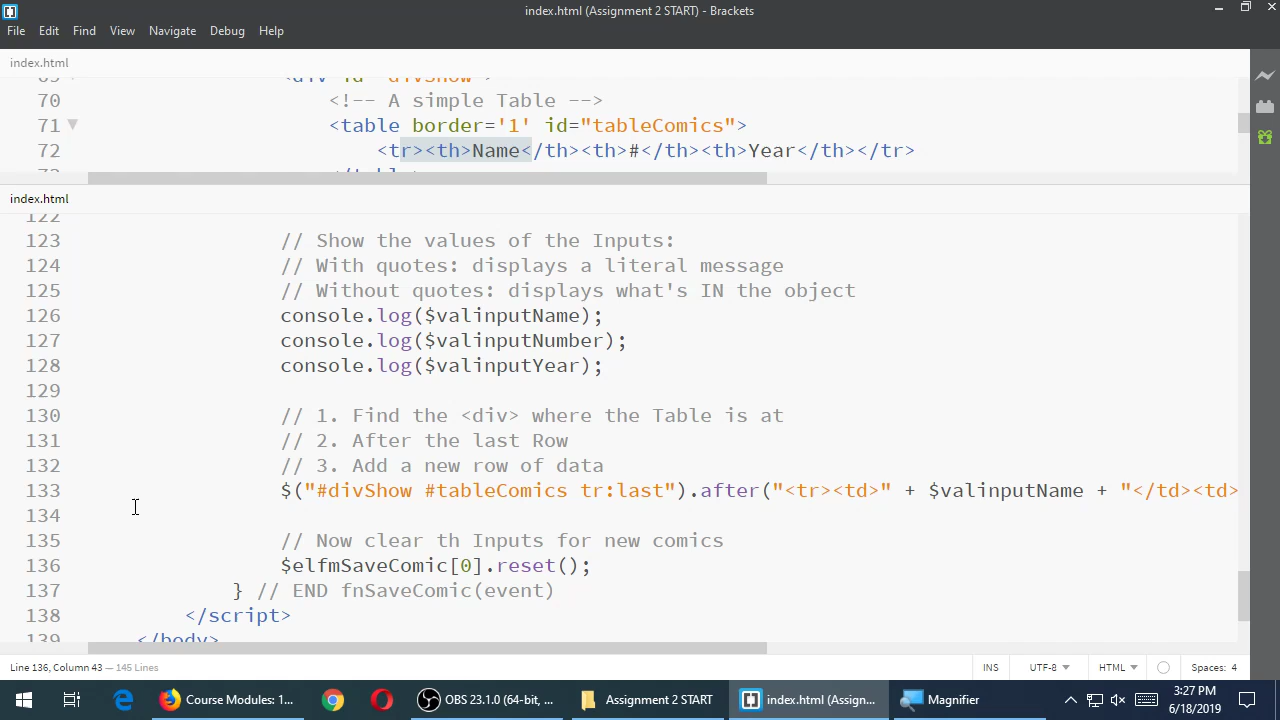 index.html (Assignment 2 START) - Brackets
File Edit Find View Navigate Debug Help
index.html
70 <!-- A simple Table -->
71 <table border='1' id="tableComics">
72 <tr><th>Name</th><th>#</th><th>Year</th></tr>
index.html
122
123 // Show the values of the Inputs:
124 // With quotes: displays a literal message
125 // Without quotes: displays what's IN the object
126 console.log($valinputName);
127 console.log($valinputNumber);
128 console.log($valinputYear);
129
130 // 1. Find the <div> where the Table is at
131 // 2. After the last Row
132 // 3. Add a new row of data
133 $("#divShow #tableComics tr:last").after("<tr><td>" + $valinputName + "</td><td>
134
135 // Now clear th Inputs for new comics
136 $elfmSaveComic[0].reset();
137 } // END fnSaveComic(event)
138 </script>
139 </body>
Line 136, Column 43 — 145 Lines INS UTF-8 HTML Spaces: 4
Course Modules: 1... OBS 23.1.0 (64-bit, ... Assignment 2 START index.html (Assign... Magnifier 3:27 PM
6/18/2019